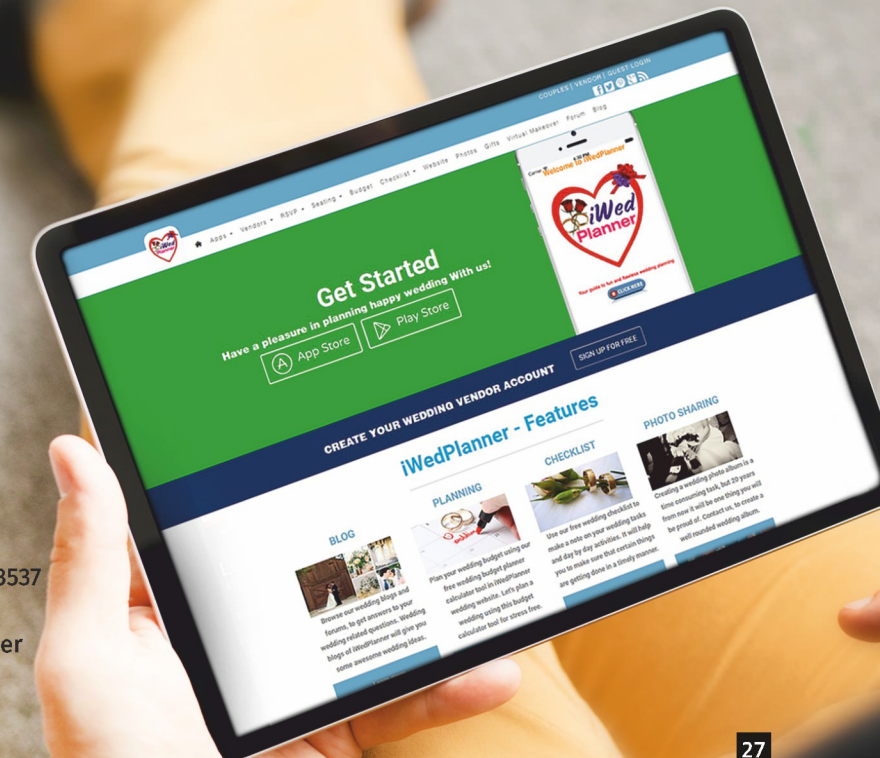 COUPLES | VENDOR | GUEST LOGIN
iWed
Planner
Apps
Vendors
RSVP
Seating
Budget
Checklist
Website
Photos
Gifts
Virtual Makeover
Forum
Blog
Get Started
Have a pleasure in planning happy wedding With us!
App Store
Play Store
Carrier
4:30 PM
Welcome to iWedPlanner
iWed
Planner
Your guide to fun and flawless wedding planning
CLICK HERE
CREATE YOUR WEDDING VENDOR ACCOUNT
SIGN UP FOR FREE
iWedPlanner - Features
BLOG
Browse our wedding blogs and
forums, to get answers to your
wedding related questions. Wedding
blogs of iWedPlanner will give you
some awesome wedding ideas.
PLANNING
Plan your wedding budget using our
free wedding budget planner
calculator tool in iWedPlanner
wedding website. Let's plan a
wedding using this budget
calculator tool for stress free.
CHECKLIST
Use our free wedding checklist to
make a note on your wedding tasks
and day by day activities. It will help
you to make sure that certain things
are getting done in a timely manner.
PHOTO SHARING
Creating a wedding photo album is a
time consuming task, but 20 years
from now it will be one thing you will
be proud of. Contact us, to create a
well rounded wedding album.
3537
er
27